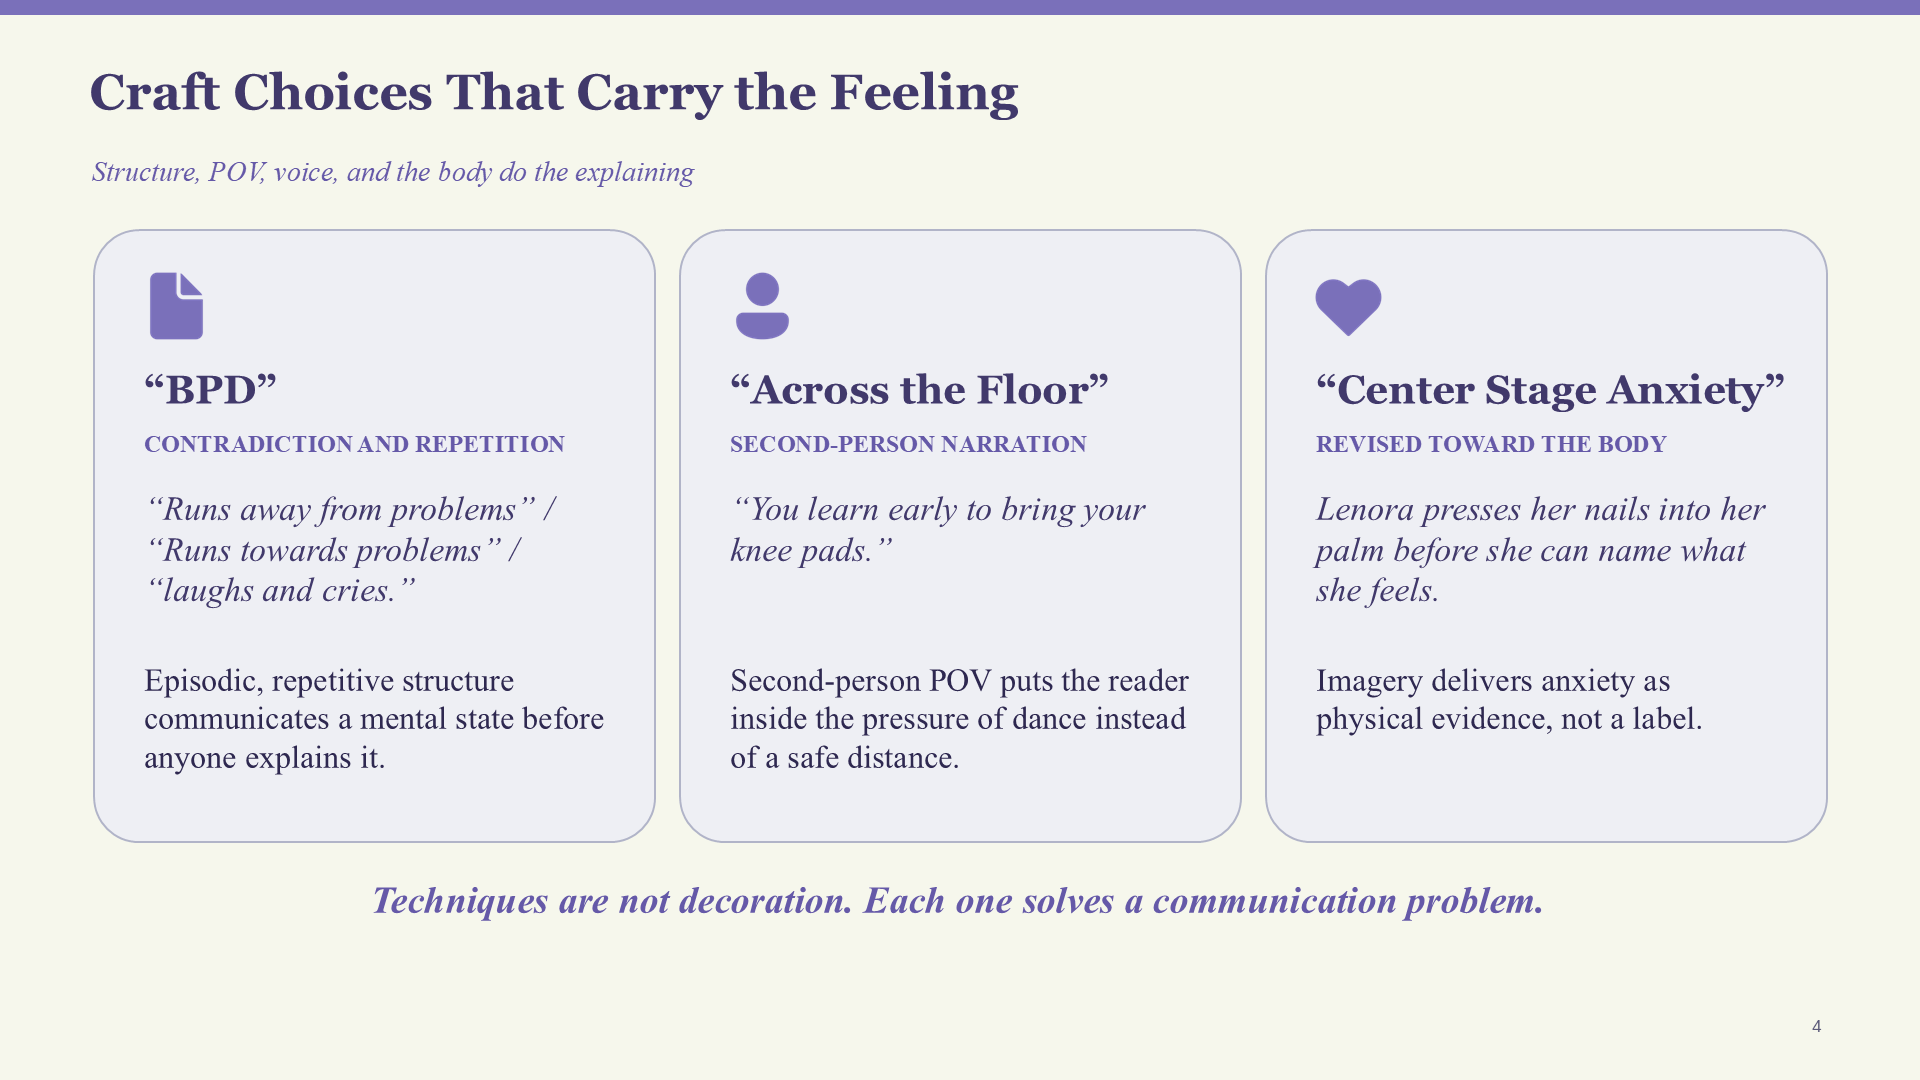 Craft Choices That Carry the Feeling
Structure, POV, voice, and the body do the explaining
“BPD”
CONTRADICTION AND REPETITION
“Runs away from problems” /
“Runs towards problems” /
“laughs and cries.”
Episodic, repetitive structure
communicates a mental state before
anyone explains it.
“Across the Floor”
SECOND-PERSON NARRATION
“You learn early to bring your
knee pads.”
Second-person POV puts the reader
inside the pressure of dance instead
of a safe distance.
“Center Stage Anxiety”
REVISED TOWARD THE BODY
Lenora presses her nails into her
palm before she can name what
she feels.
Imagery delivers anxiety as
physical evidence, not a label.
Techniques are not decoration. Each one solves a communication problem.
4